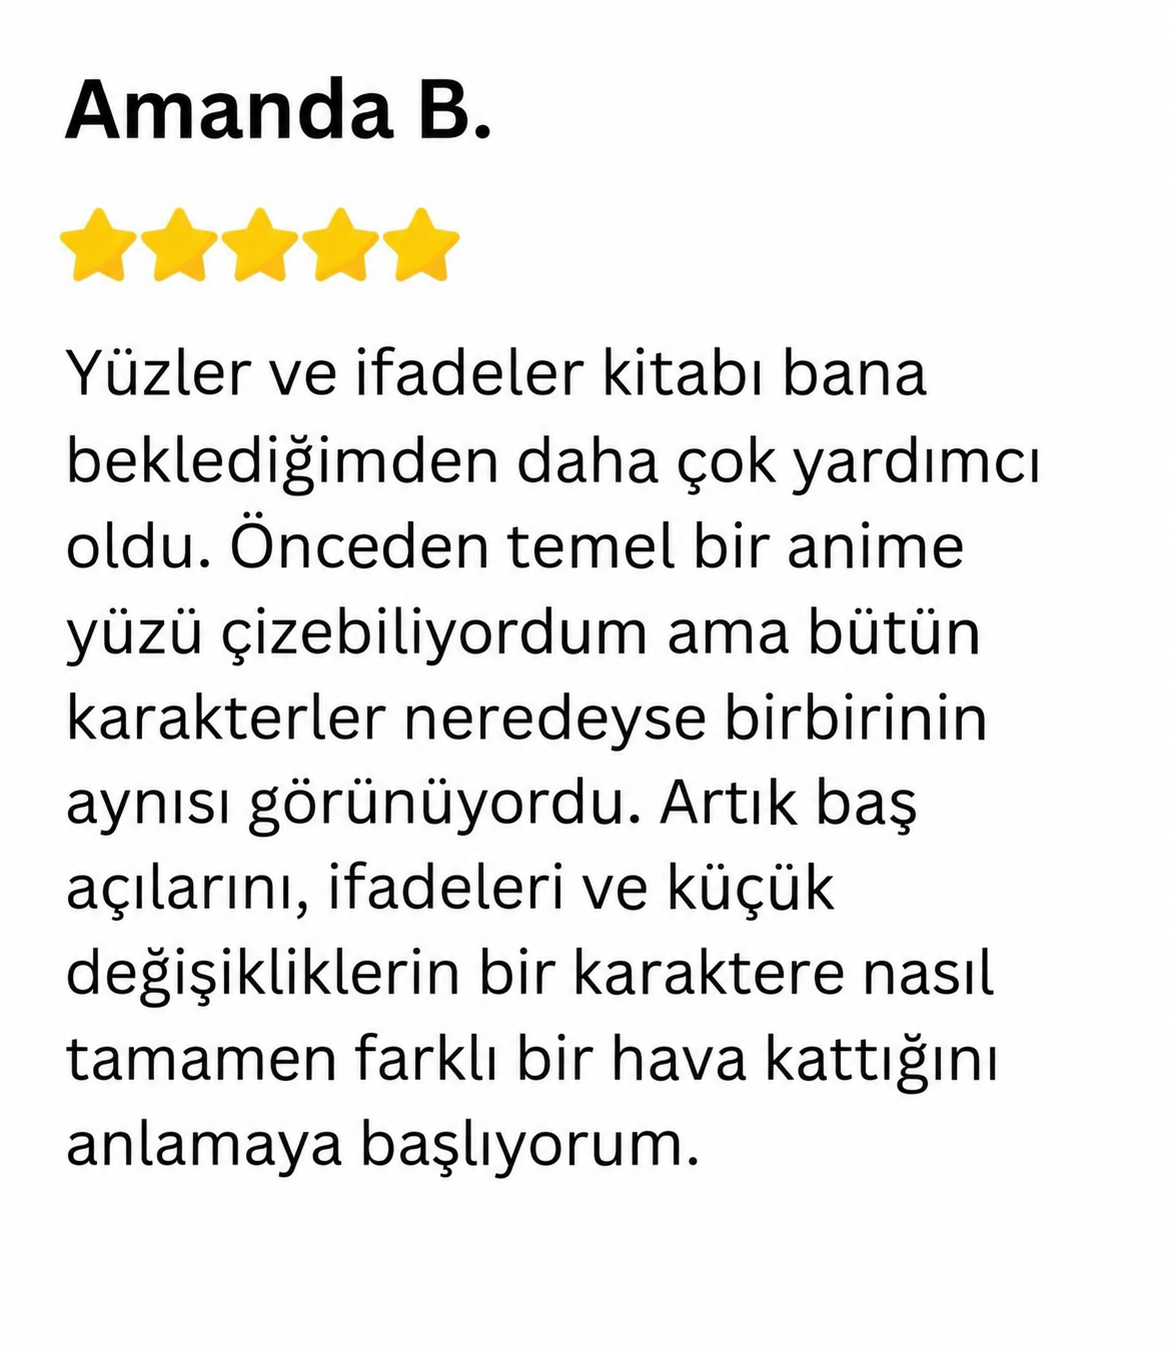 Amanda B.
Yüzler ve ifadeler kitabı bana
beklediğimden daha çok yardımcı
oldu. Önceden temel bir anime
yüzü çizebiliyordum ama bütün
karakterler neredeyse birbirinin
aynısı görünüyordu. Artık baş
açılarını, ifadeleri ve küçük
değişikliklerin bir karaktere nasıl
tamamen farklı bir hava kattığını
anlamaya başlıyorum.